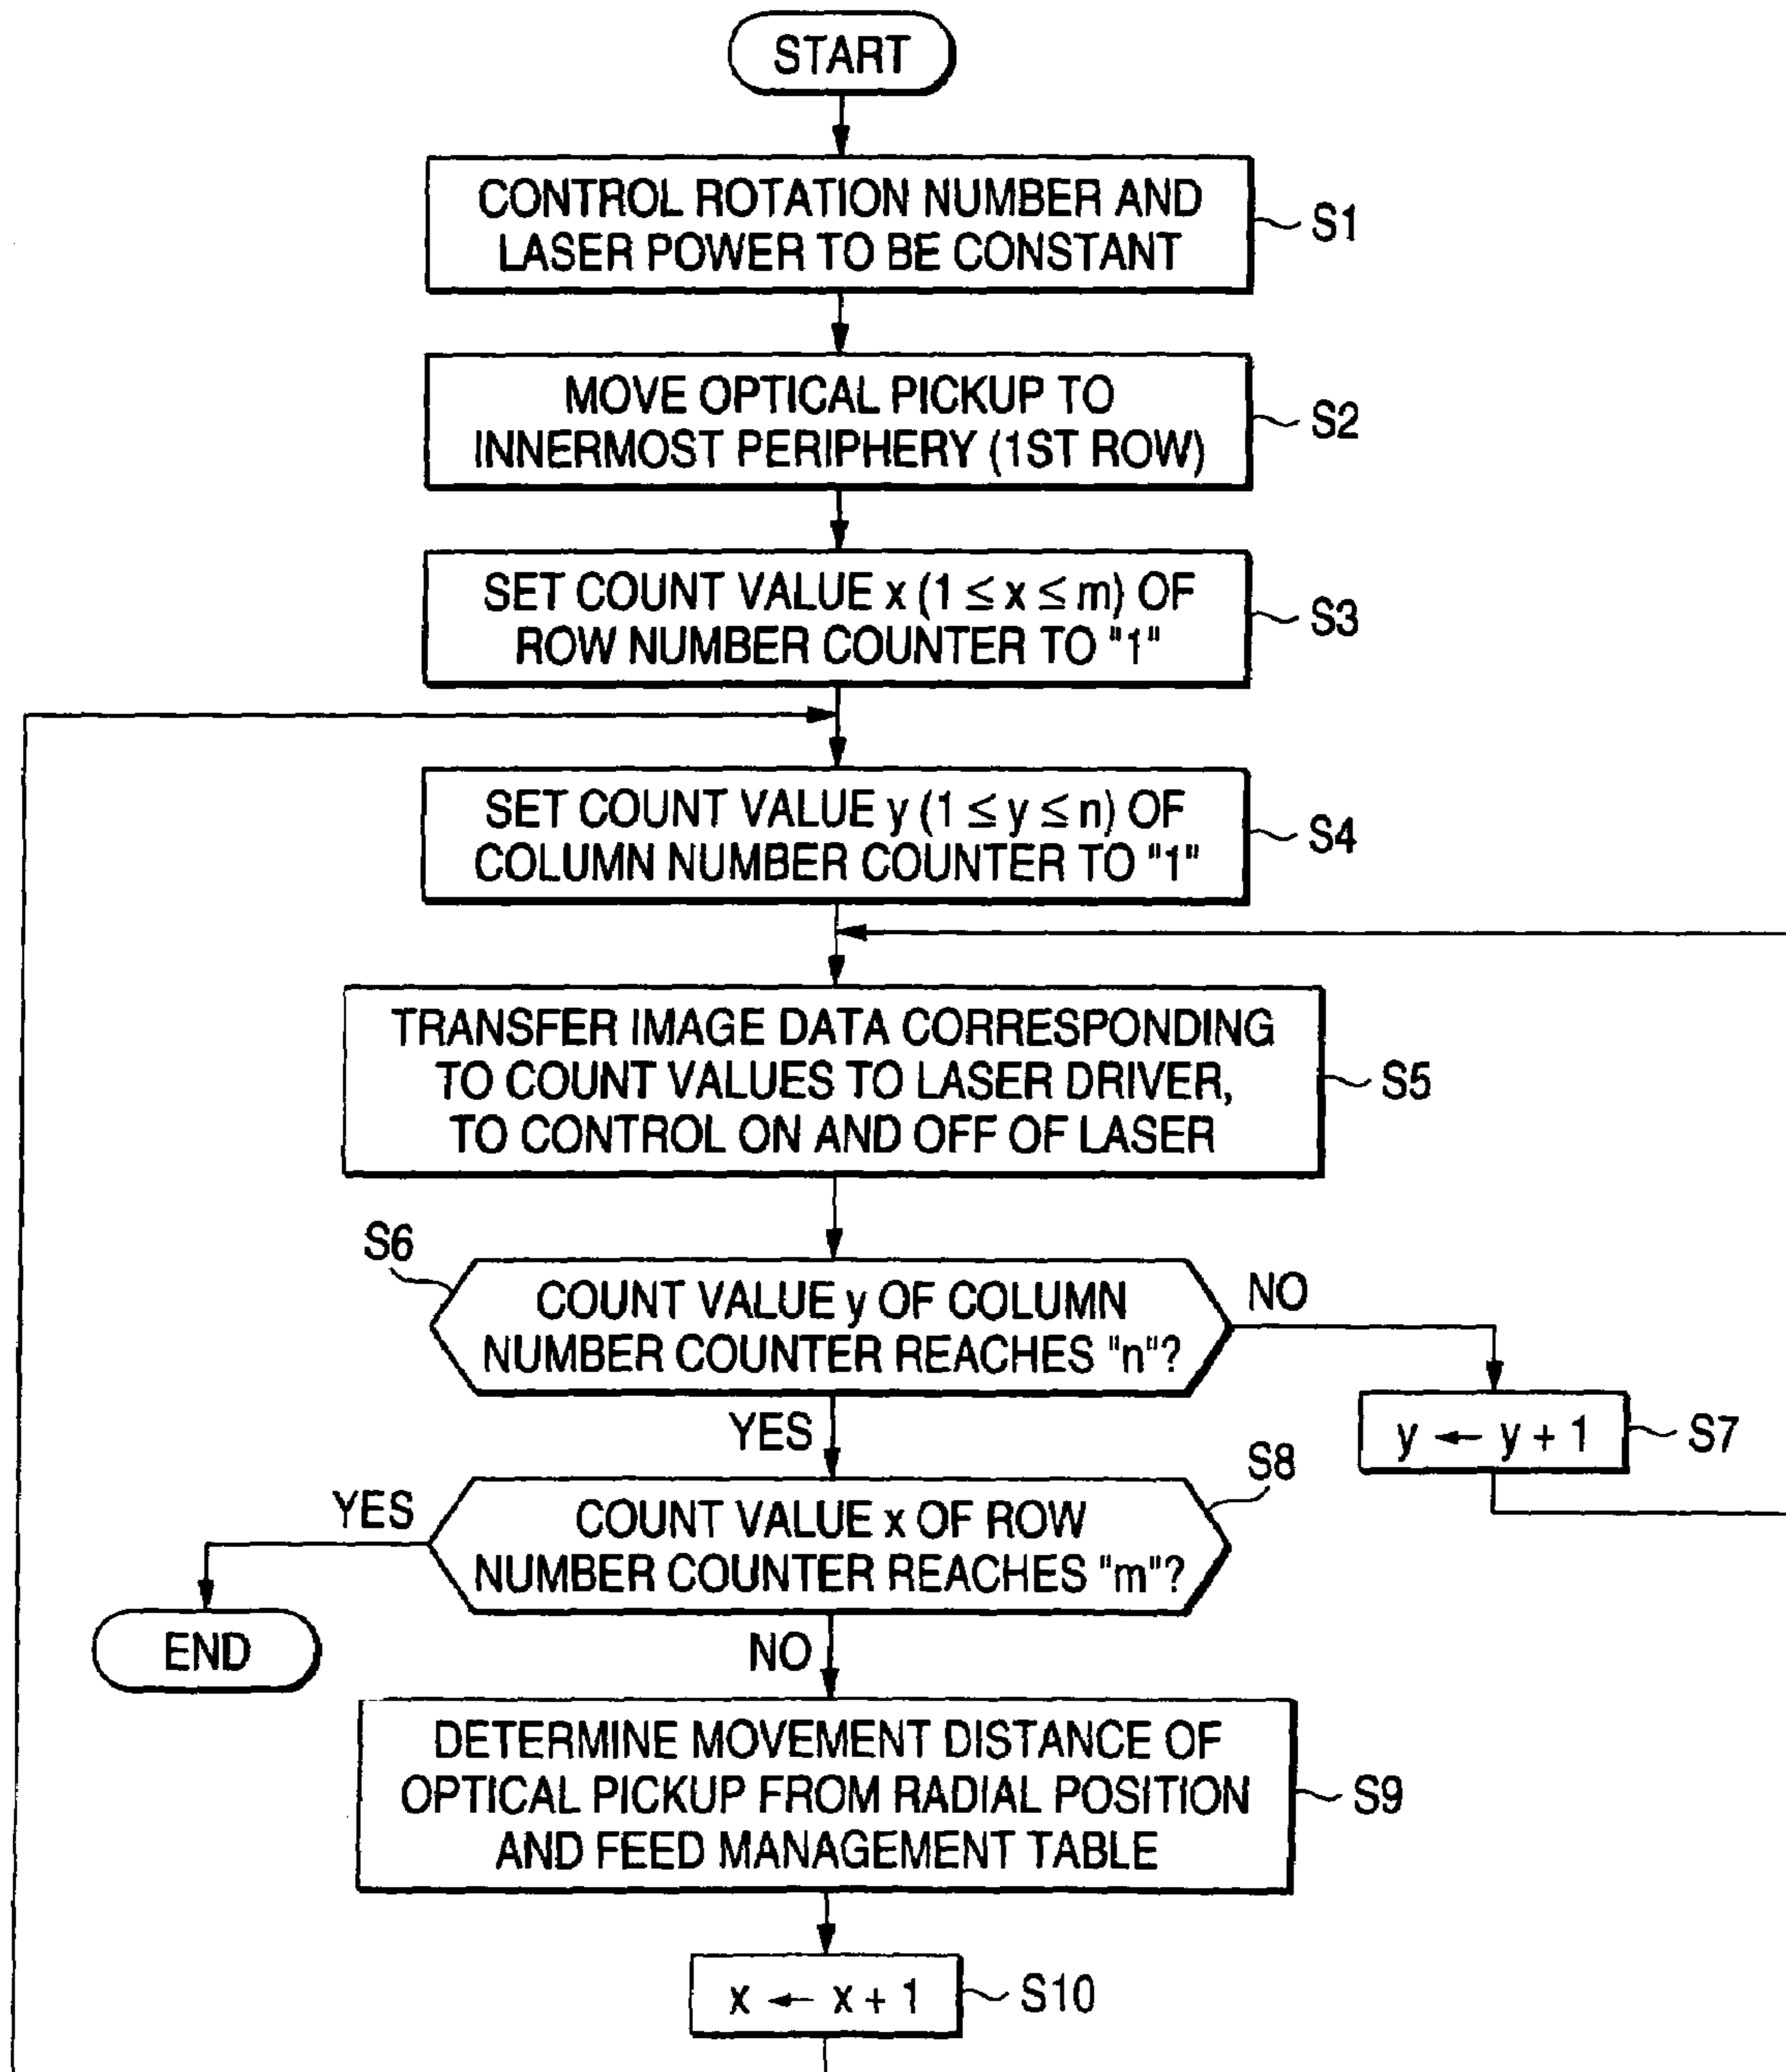 START
CONTROL ROTATION NUMBER AND
LASER POWER TO BE CONSTANT
S1
MOVE OPTICAL PICKUP TO
INNERMOST PERIPHERY (1ST ROW)
S2
SET COUNT VALUE x (1 ≤ x ≤ m) OF
ROW NUMBER COUNTER TO "1"
S3
SET COUNT VALUE y (1 ≤ y ≤ n) OF
COLUMN NUMBER COUNTER TO "1"
S4
TRANSFER IMAGE DATA CORRESPONDING
TO COUNT VALUES TO LASER DRIVER,
TO CONTROL ON AND OFF OF LASER
S5
S6
COUNT VALUE y OF COLUMN
NUMBER COUNTER REACHES "n"?
NO
YES
y ← y + 1
S7
S8
YES
COUNT VALUE x OF ROW
NUMBER COUNTER REACHES "m"?
END
NO
DETERMINE MOVEMENT DISTANCE OF
OPTICAL PICKUP FROM RADIAL POSITION
AND FEED MANAGEMENT TABLE
S9
x ← x + 1
S10